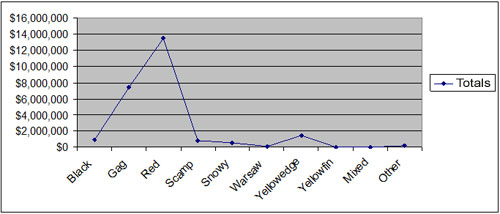 $16,000,000
$14,000,000
$12,000,000
$10,000,000
$8,000,000
$6,000,000
$4,000,000
$2,000,000
$0
Black
Gag
Red
Scamp
Snowy
Warsaw
Yellowedge
Yellowfin
Mixed
Other
Totals